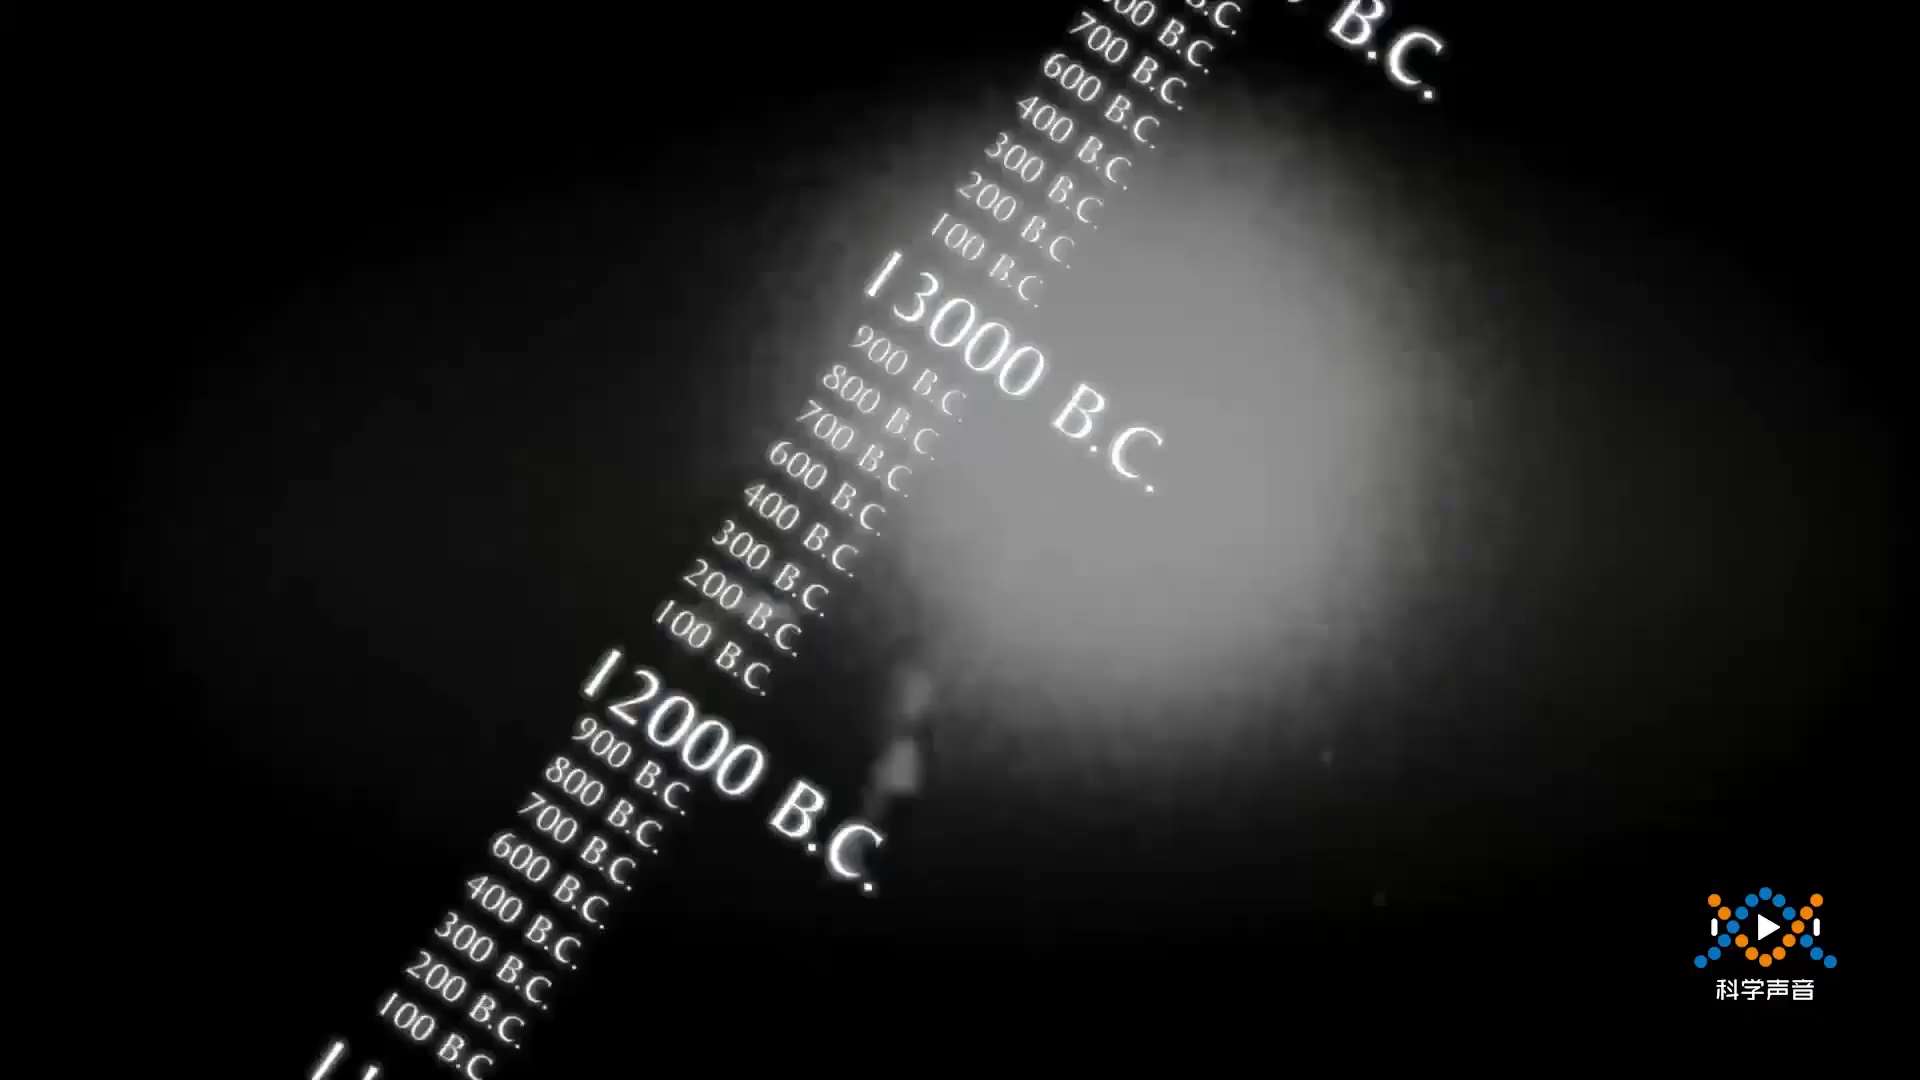 B.C.
B.C.
700 B.C.
600 B.C.
400 B.C.
300 B.C.
200 B.C.
100 B.C.
13000 B.C.
900 B.C.
800 B.C.
700 B.C.
600 B.C.
400 B.C.
300 B.C.
200 B.C.
100 B.C.
12000 B.C.
900 B.C.
800 B.C.
700 B.C.
600 B.C.
400 B.C.
300 B.C.
200 B.C.
100 B.C.
科学声音